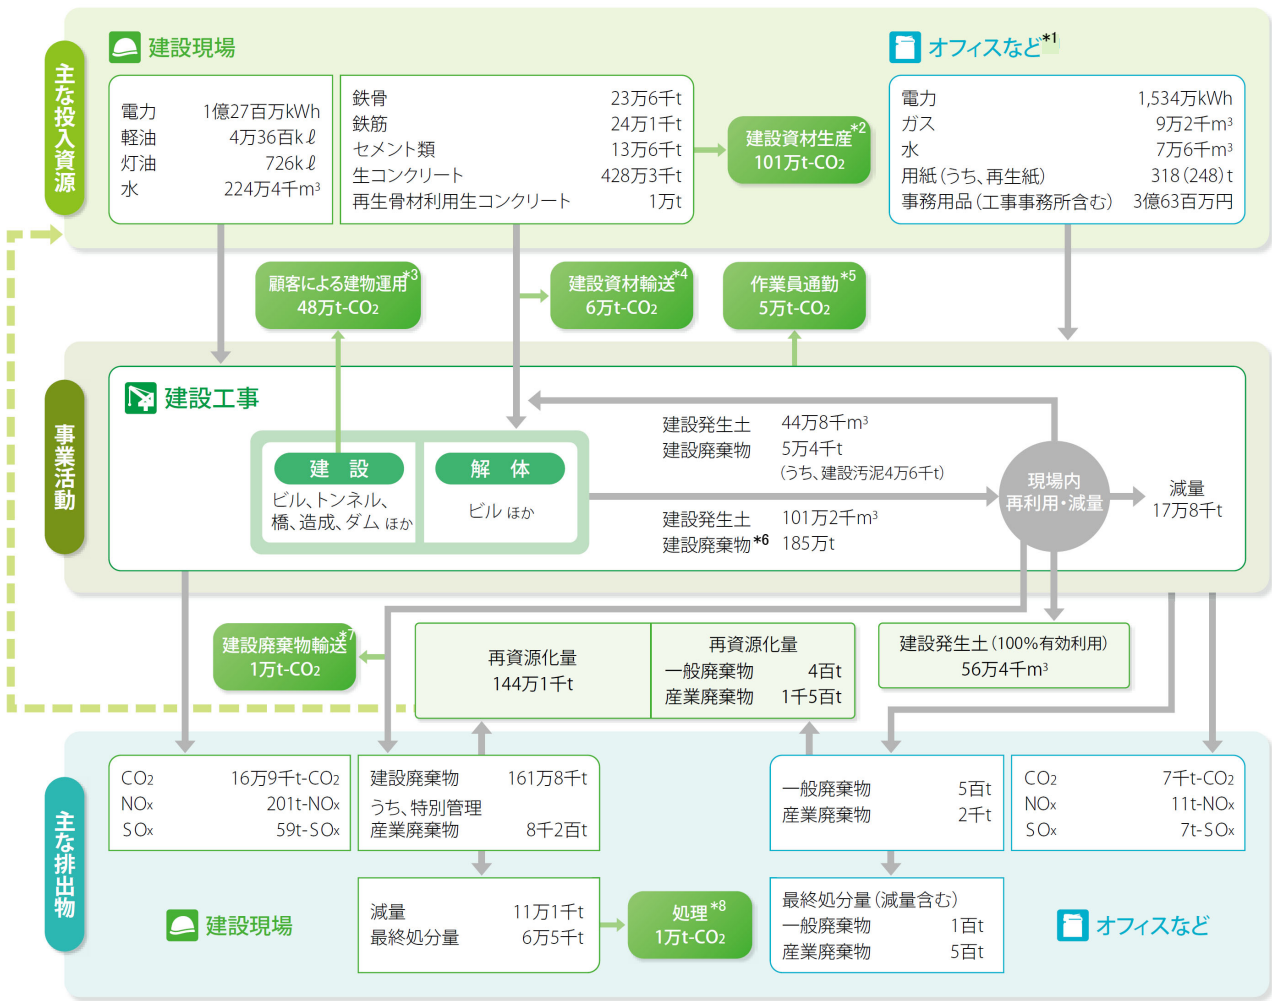 主な投入資源
建設現場
電力 1億27百万kWh
軽油 4万36百kℓ
灯油 726kℓ
水 224万4千m³
鉄骨 23万6千t
鉄筋 24万1千t
セメント類 13万6千t
生コンクリート 428万3千t
再生骨材利用生コンクリート 1万t
建設資材生産*2
101万t-CO₂
オフィスなど*1
電力 1,534万kWh
ガス 9万2千m³
水 7万6千m³
用紙(うち、再生紙) 318(248)t
事務用品(工事事務所含む) 3億63百万円
顧客による建物運用*3
48万t-CO₂
建設資材輸送*4
6万t-CO₂
作業員通勤*5
5万t-CO₂
事業活動
建設工事
建設
ビル、トンネル、
橋、造成、ダム ほか
解体
ビル ほか
建設発生土 44万8千m³
建設廃棄物 5万4千t
(うち、建設汚泥4万6千t)
建設発生土 101万2千m³
建設廃棄物*6 185万t
現場内
再利用・減量
減量
17万8千t
建設廃棄物輸送*7
1万t-CO₂
再資源化量
144万1千t
再資源化量
一般廃棄物 4百t
産業廃棄物 1千5百t
建設発生土(100%有効利用)
56万4千m³
主な排出物
CO₂ 16万9千t-CO₂
NOx 201t-NOx
SOx 59t-SOx
建設廃棄物 161万8千t
うち、特別管理
産業廃棄物 8千2百t
一般廃棄物 5百t
産業廃棄物 2千t
CO₂ 7千t-CO₂
NOx 11t-NOx
SOx 7t-SOx
建設現場
減量 11万1千t
最終処分量 6万5千t
処理*8
1万t-CO₂
最終処分量(減量含む)
一般廃棄物 1百t
産業廃棄物 5百t
オフィスなど